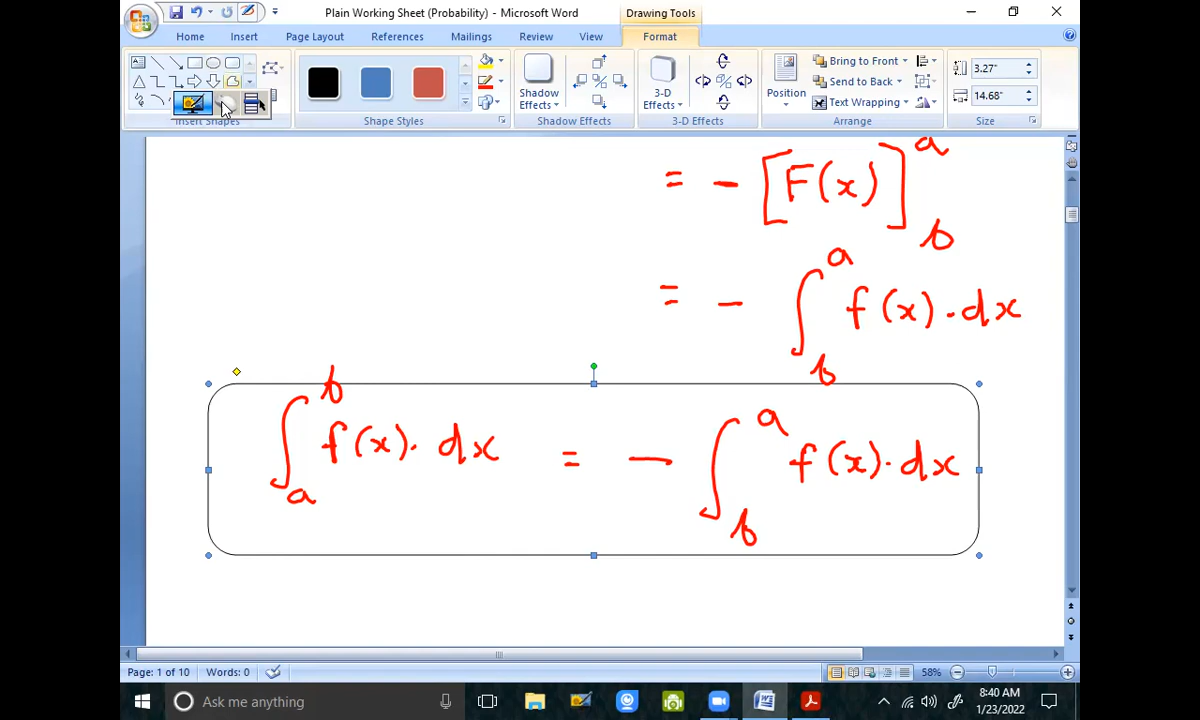 Plain Working Sheet (Probability) - Microsoft Word
Drawing Tools
Home Insert Page Layout References Mailings Review View Format
Shadow Effects
3-D Effects
Position
Bring to Front
Send to Back
Text Wrapping
3.27"
14.68"
Insert Shapes Shape Styles Shadow Effects 3-D Effects Arrange Size
= - [F(x)]_b^a
= - ∫_b^a f(x).dx
∫_a^b f(x).dx = - ∫_b^a f(x).dx
Page: 1 of 10 Words: 0 58%
Ask me anything
8:40 AM
1/23/2022